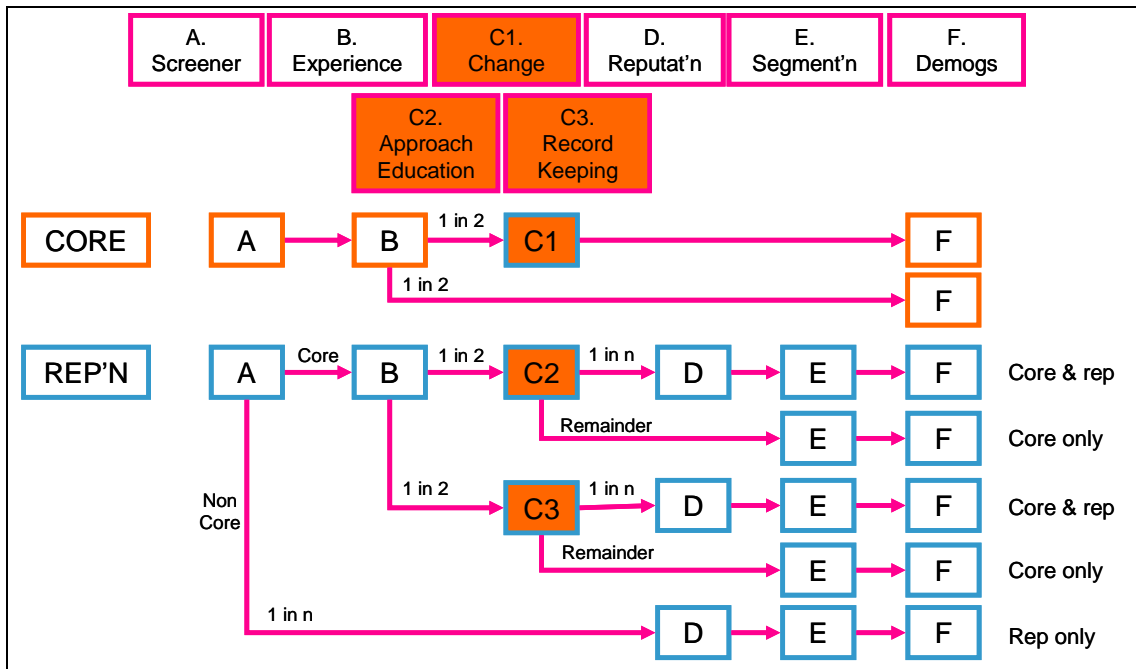 A.
Screener
B.
Experience
C1.
Change
D.
Reputat’n
E.
Segment’n
F.
Demogs
C2.
Approach
Education
C3.
Record
Keeping
CORE
A
B
1 in 2
C1
F
1 in 2
F
REP’N
A
Core
B
1 in 2
C2
1 in n
D
E
F
Core & rep
Remainder
E
F
Core only
Non
Core
1 in 2
C3
1 in n
D
E
F
Core & rep
Remainder
E
F
Core only
1 in n
D
E
F
Rep only